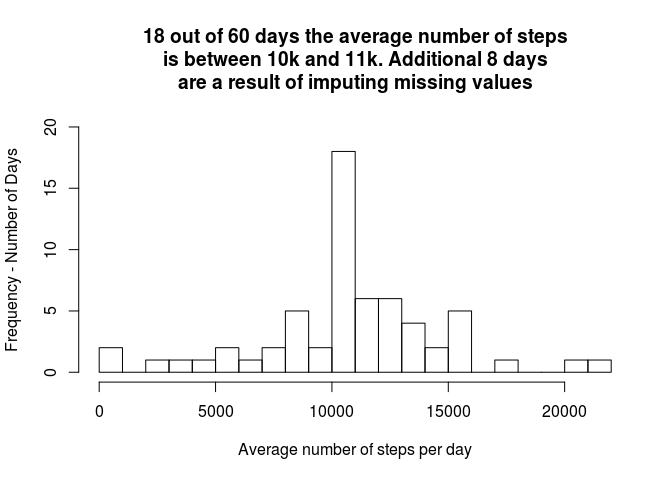 18 out of 60 days the average number of steps
is between 10k and 11k. Additional 8 days
are a result of imputing missing values
Frequency - Number of Days
20
15
10
5
0
0 5000 10000 15000 20000
Average number of steps per day